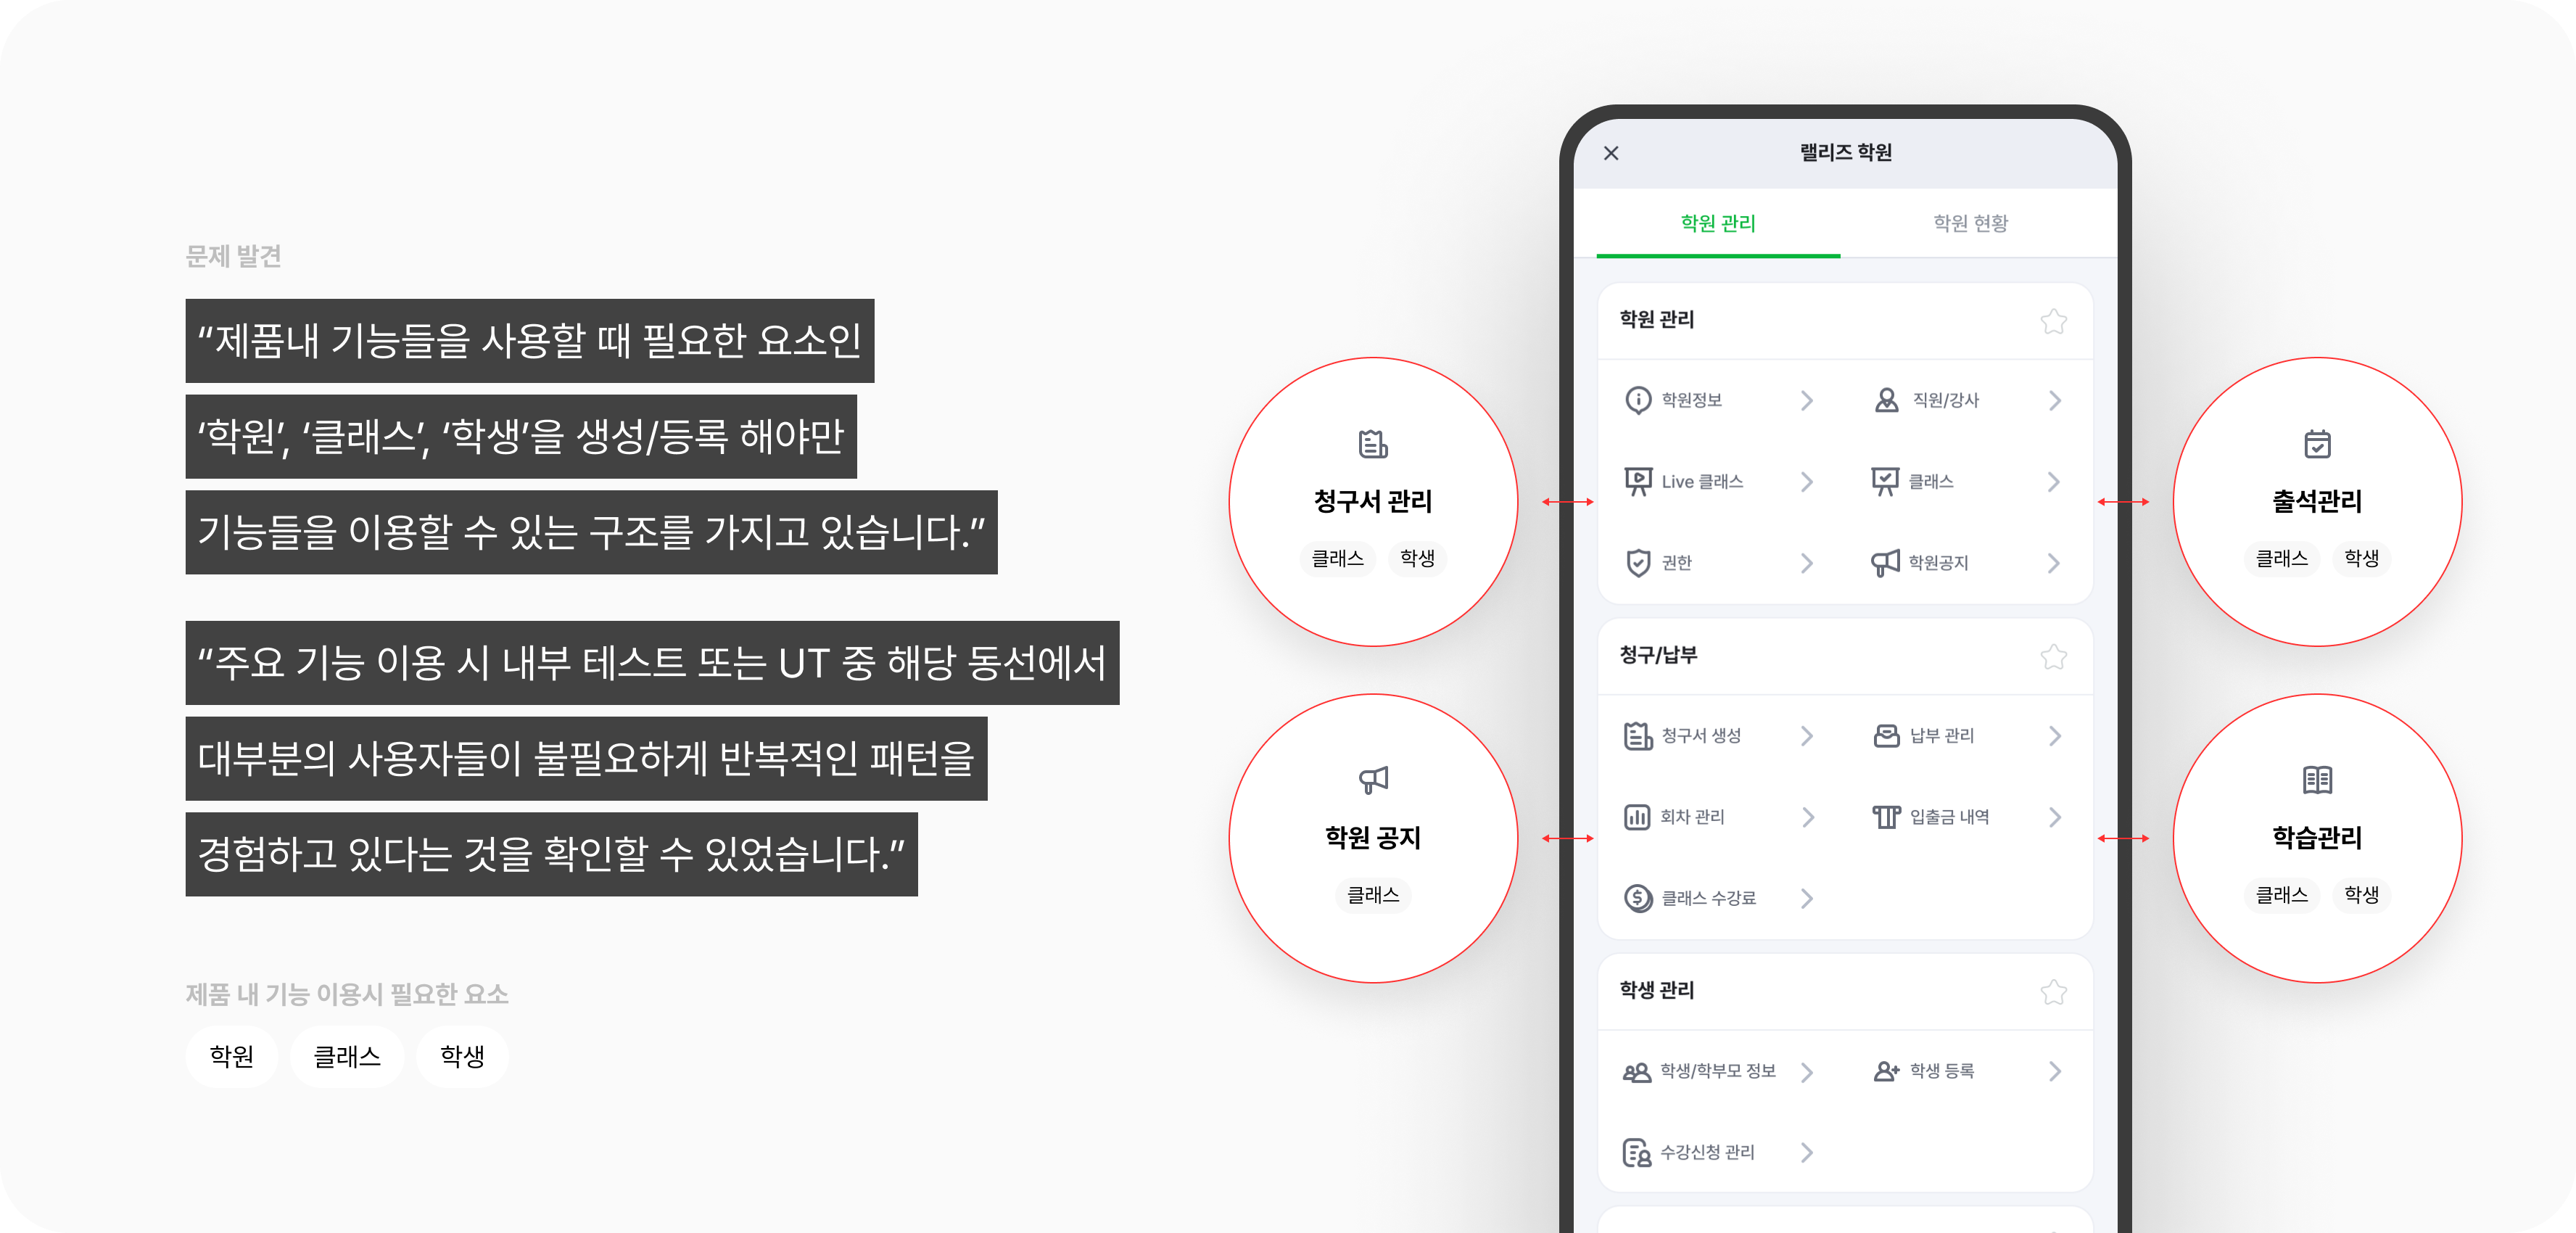 문제 발견
“제품내 기능들을 사용할 때 필요한 요소인
‘학원’, ‘클래스’, ‘학생’을 생성/등록 해야만
기능들을 이용할 수 있는 구조를 가지고 있습니다.”
“주요 기능 이용 시 내부 테스트 또는 UT 중 해당 동선에서
대부분의 사용자들이 불필요하게 반복적인 패턴을
경험하고 있다는 것을 확인할 수 있었습니다.”
제품 내 기능 이용시 필요한 요소
학원 클래스 학생
청구서 관리
클래스 학생
학원 공지
클래스
랠리즈 학원
학원 관리 학원 현황
학원 관리
학원정보 직원/강사
Live 클래스 클래스
권한 학원공지
청구/납부
청구서 생성 납부 관리
회차 관리 입출금 내역
클래스 수강료
학생 관리
학생/학부모 정보 학생 등록
수강신청 관리
출석관리
클래스 학생
학습관리
클래스 학생